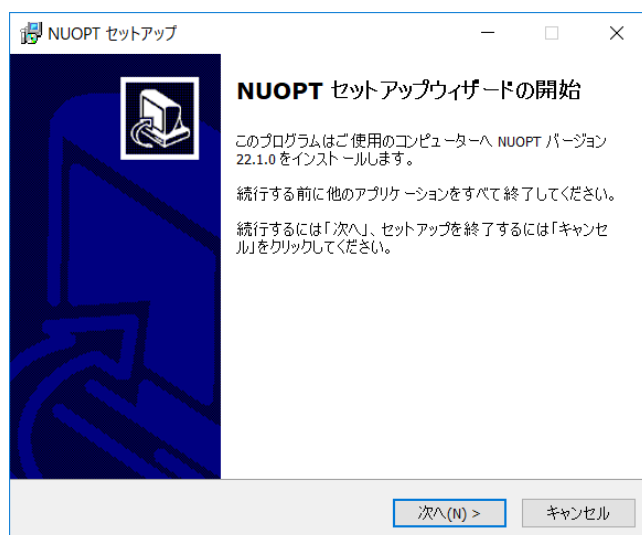 NUOPT セットアップ
NUOPT セットアップウィザードの開始
このプログラムはご使用のコンピューターへ NUOPT バージョン
22.1.0 をインストールします。
続行する前に他のアプリケーションをすべて終了してください。
続行するには「次へ」、セットアップを終了するには「キャンセ
ル」をクリックしてください。
次へ(N) >
キャンセル